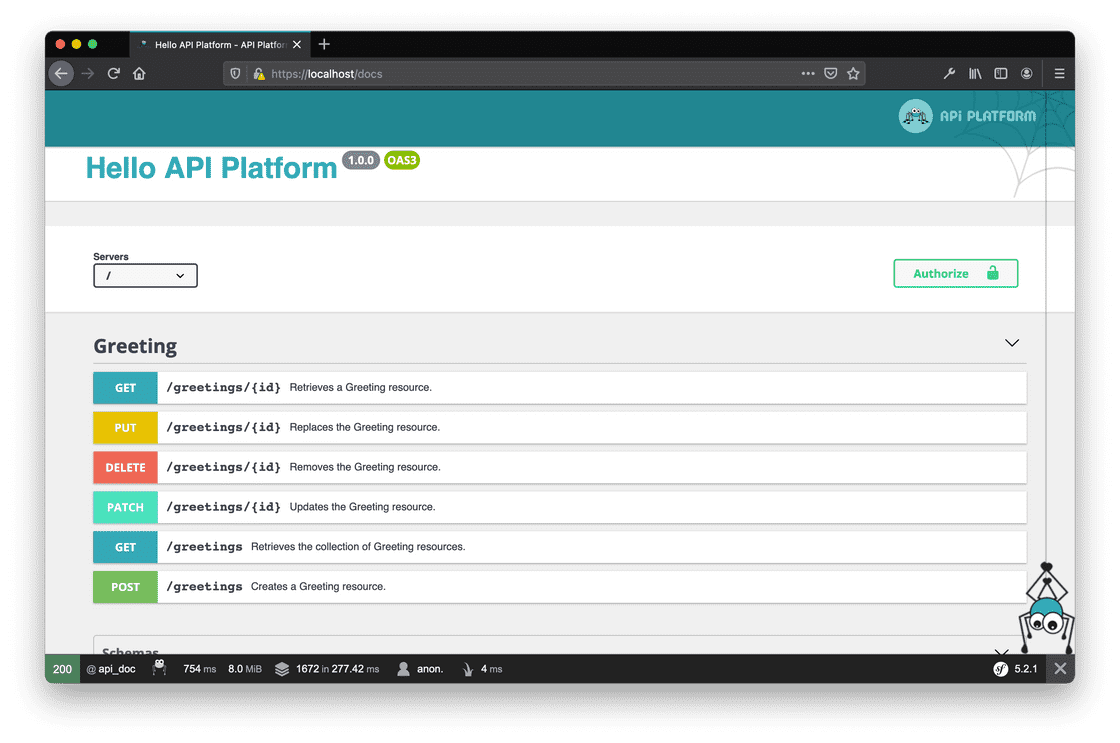 Hello API Platform - API Platfor
https://localhost/docs
API PLATFORM
Hello API Platform 1.0.0 OAS3
Servers
/
Authorize
Greeting
GET /greetings/{id} Retrieves a Greeting resource.
PUT /greetings/{id} Replaces the Greeting resource.
DELETE /greetings/{id} Removes the Greeting resource.
PATCH /greetings/{id} Updates the Greeting resource.
GET /greetings Retrieves the collection of Greeting resources.
POST /greetings Creates a Greeting resource.
Schemas
200 @ api_doc 754 ms 8.0 MiB 1672 in 277.42 ms anon. 4 ms sf 5.2.1